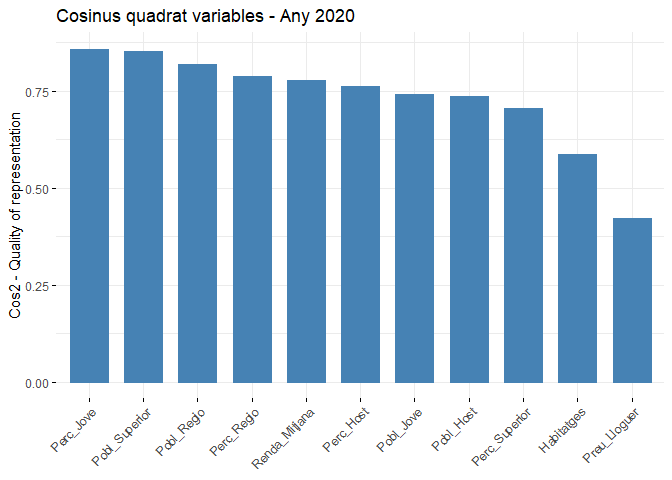 Cosinus quadrat variables - Any 2020
Cos2 - Quality of representation
0.75
0.50
0.25
0.00
Perc_Jove
Pobl_Superior
Pobl_Regio
Perc_Regio
Renda_Mitjana
Perc_Host
Pobl_Jove
Pobl_Host
Perc_Superior
Habitatges
Preu_Lloguer